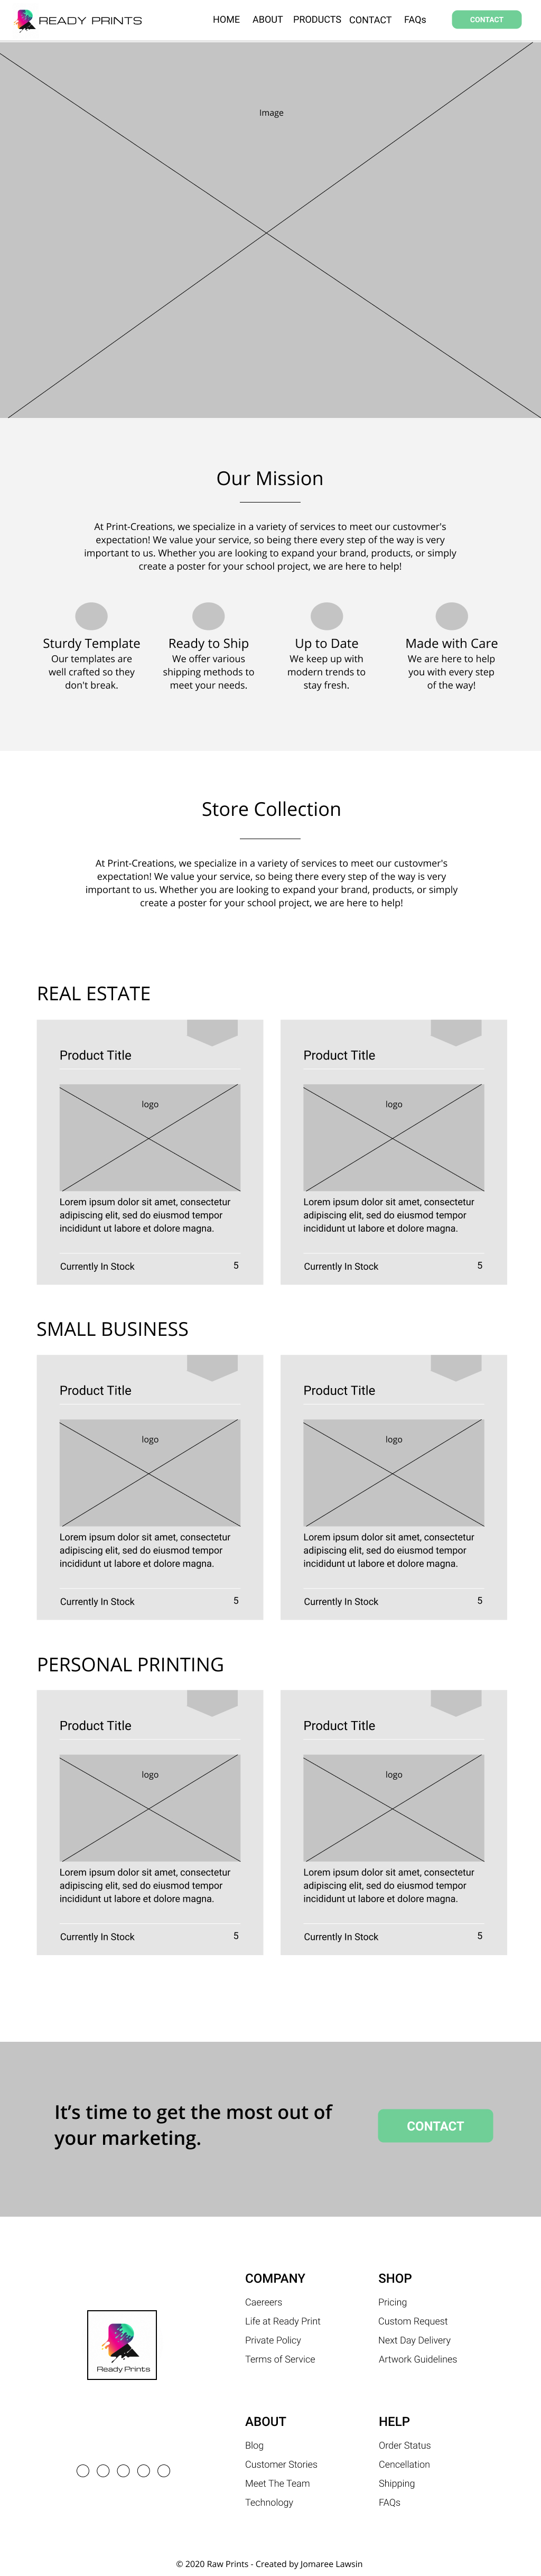 READY PRINTS
HOME ABOUT PRODUCTS CONTACT FAQs CONTACT
Image
Our Mission
At Print-Creations, we specialize in a variety of services to meet our custovmer's
expectation! We value your service, so being there every step of the way is very
important to us. Whether you are looking to expand your brand, products, or simply
create a poster for your school project, we are here to help!
Sturdy Template
Our templates are
well crafted so they
don't break.
Ready to Ship
We offer various
shipping methods to
meet your needs.
Up to Date
We keep up with
modern trends to
stay fresh.
Made with Care
We are here to help
you with every step
of the way!
Store Collection
At Print-Creations, we specialize in a variety of services to meet our custovmer's
expectation! We value your service, so being there every step of the way is very
important to us. Whether you are looking to expand your brand, products, or simply
create a poster for your school project, we are here to help!
REAL ESTATE
Product Title
logo
Lorem ipsum dolor sit amet, consectetur
adipiscing elit, sed do eiusmod tempor
incididunt ut labore et dolore magna.
Currently In Stock 5
Product Title
logo
Lorem ipsum dolor sit amet, consectetur
adipiscing elit, sed do eiusmod tempor
incididunt ut labore et dolore magna.
Currently In Stock 5
SMALL BUSINESS
Product Title
logo
Lorem ipsum dolor sit amet, consectetur
adipiscing elit, sed do eiusmod tempor
incididunt ut labore et dolore magna.
Currently In Stock 5
Product Title
logo
Lorem ipsum dolor sit amet, consectetur
adipiscing elit, sed do eiusmod tempor
incididunt ut labore et dolore magna.
Currently In Stock 5
PERSONAL PRINTING
Product Title
logo
Lorem ipsum dolor sit amet, consectetur
adipiscing elit, sed do eiusmod tempor
incididunt ut labore et dolore magna.
Currently In Stock 5
Product Title
logo
Lorem ipsum dolor sit amet, consectetur
adipiscing elit, sed do eiusmod tempor
incididunt ut labore et dolore magna.
Currently In Stock 5
It's time to get the most out of
your marketing.
CONTACT
Ready Prints
COMPANY
Caereers
Life at Ready Print
Private Policy
Terms of Service
SHOP
Pricing
Custom Request
Next Day Delivery
Artwork Guidelines
ABOUT
Blog
Customer Stories
Meet The Team
Technology
HELP
Order Status
Cencellation
Shipping
FAQs
© 2020 Raw Prints - Created by Jomaree Lawsin